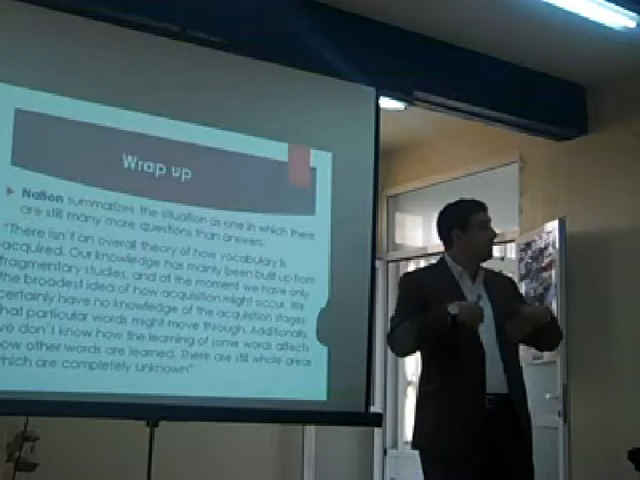 Wrap up
Nation summarizes the situation as one in which there
are still many more questions than answers.
"There isn't an overall theory of how vocabulary is
acquired. Our knowledge has mainly been built up from
fragmentary studies, and at the moment we have only
the broadest idea of how acquisition might occur. We
certainly have no knowledge of the acquisition stages
that particular words might move through. Additionally,
we don't know how the learning of some words affects
how other words are learned. There are still whole areas
which are completely unknown"